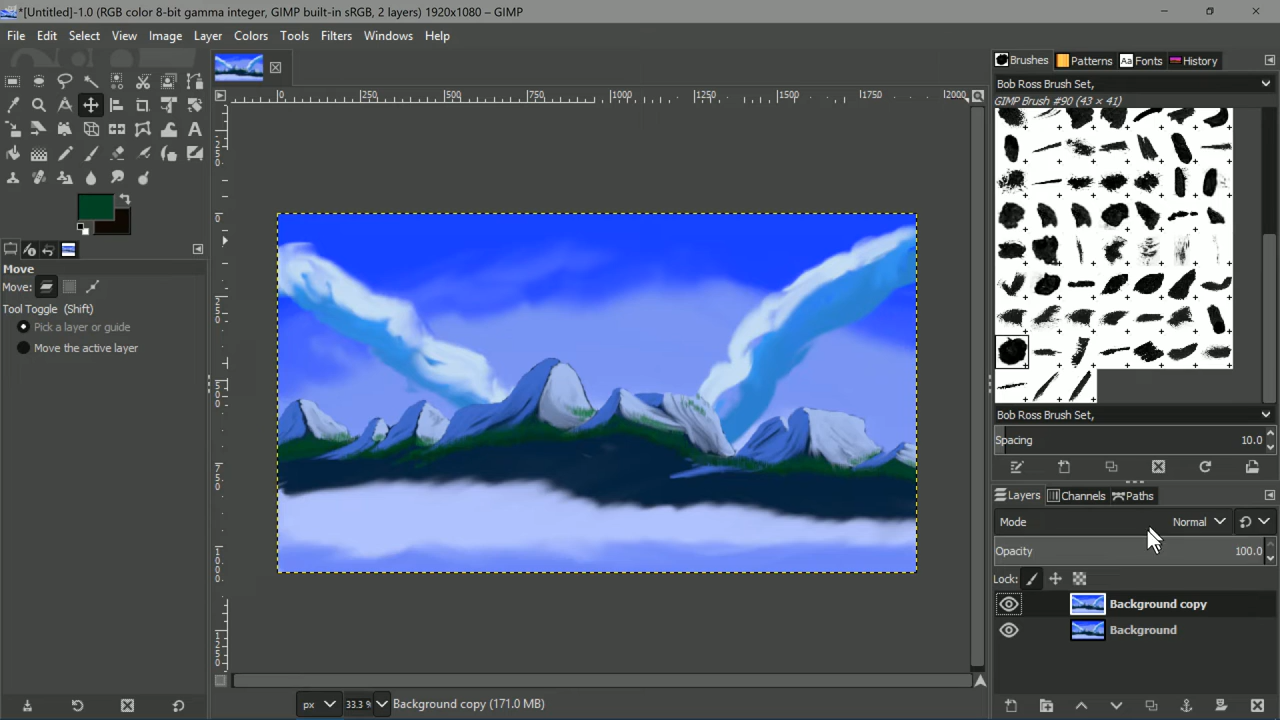 *[Untitled]-1.0 (RGB color 8-bit gamma integer, GIMP built-in sRGB, 2 layers) 1920x1080 – GIMP
File Edit Select View Image Layer Colors Tools Filters Windows Help
Brushes Patterns Aa Fonts History
Bob Ross Brush Set,
GIMP Brush #90 (43 × 41)
0 250 500 750 1000 1250 1500 1750 2000
Move
Move:
Tool Toggle (Shift)
Pick a layer or guide
Move the active layer
Bob Ross Brush Set,
Spacing 10.0
Layers Channels Paths
Mode Normal
Opacity 100.0
Lock:
Background copy
Background
px 33.3 Background copy (171.0 MB)